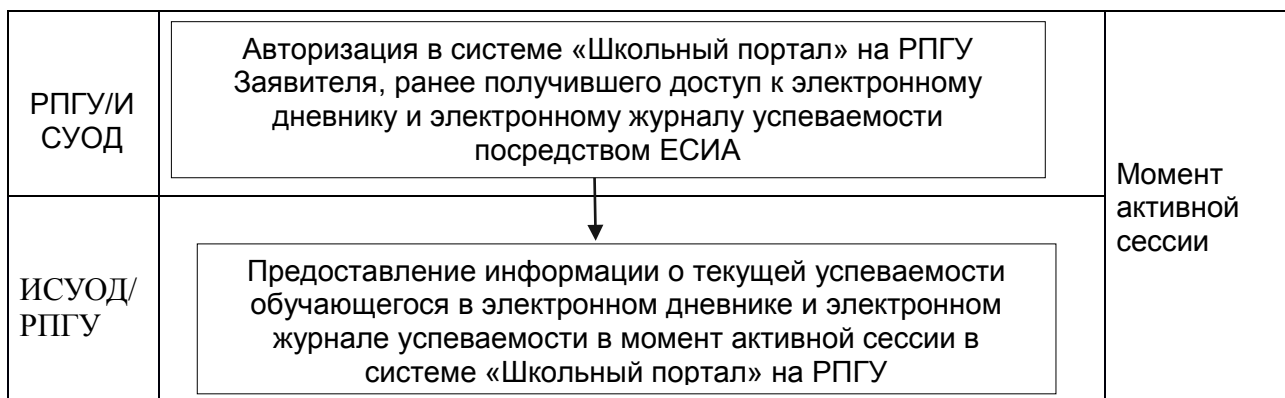 РПГУ/И
СУОД
Авторизация в системе «Школьный портал» на РПГУ
Заявителя, ранее получившего доступ к электронному
дневнику и электронному журналу успеваемости
посредством ЕСИА
Момент
активной
сессии
ИСУОД/
РПГУ
Предоставление информации о текущей успеваемости
обучающегося в электронном дневнике и электронном
журнале успеваемости в момент активной сессии в
системе «Школьный портал» на РПГУ